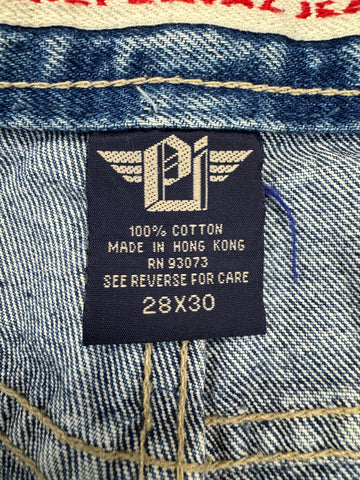 PJ
100% COTTON
MADE IN HONG KONG
RN 93073
SEE REVERSE FOR CARE
28X30